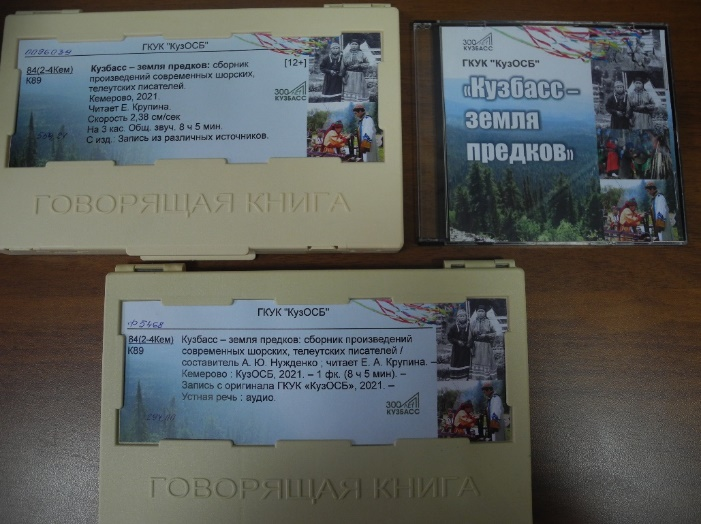 ГКУК "КузОСБ"
84(2-4Кем)
К89
[12+]
Кузбасс – земля предков: сборник
произведений современных шорских,
телеутских писателей.
Кемерово, 2021.
Читает Е. Крупина.
Скорость 2,38 см/сек
На 3 кас. Общ. звуч. 8 ч 5 мин.
С изд. Запись из различных источников.
300 ЛЕТ
КУЗБАСС
ГОВОРЯЩАЯ КНИГА
300 ЛЕТ
КУЗБАСС
ГКУК "КузОСБ"
«Кузбасс –
земля
предков»
ГКУК "КузОСБ"
ф5468
84(2-4Кем)
К89
Кузбасс – земля предков: сборник произведений
современных шорских, телеутских писателей /
составитель А. Ю. Нужденко ; читает Е. А. Крупина. –
Кемерово : КузОСБ, 2021. – 1 фк. (8 ч 5 мин). –
Запись с оригинала ГКУК «КузОСБ», 2021. –
Устная речь : аудио.
300 ЛЕТ
КУЗБАСС
ГОВОРЯЩАЯ КНИГА